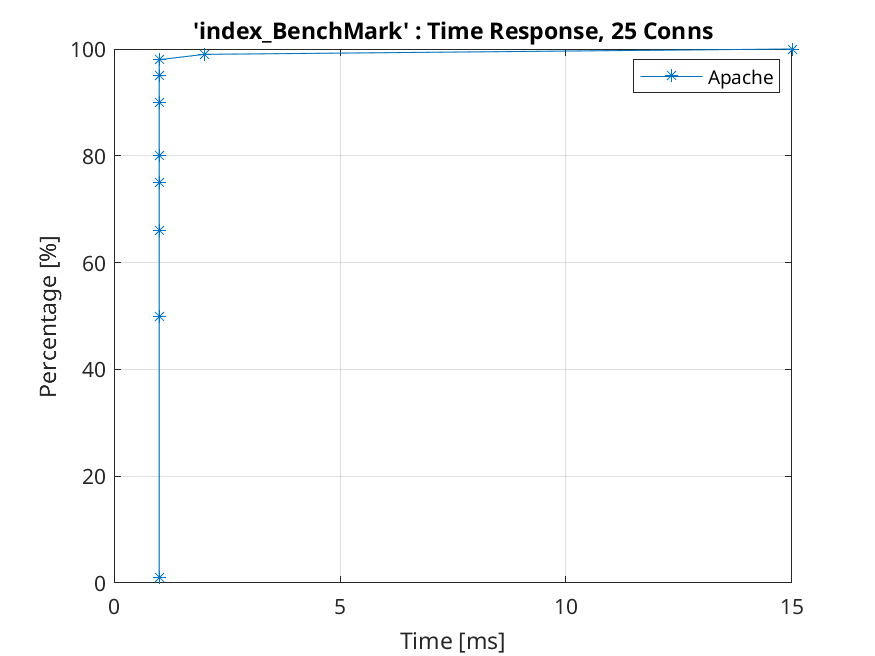 'index_BenchMark' : Time Response, 25 Conns
100
80
60
40
20
0
Percentage [%]
Apache
0 5 10 15
Time [ms]